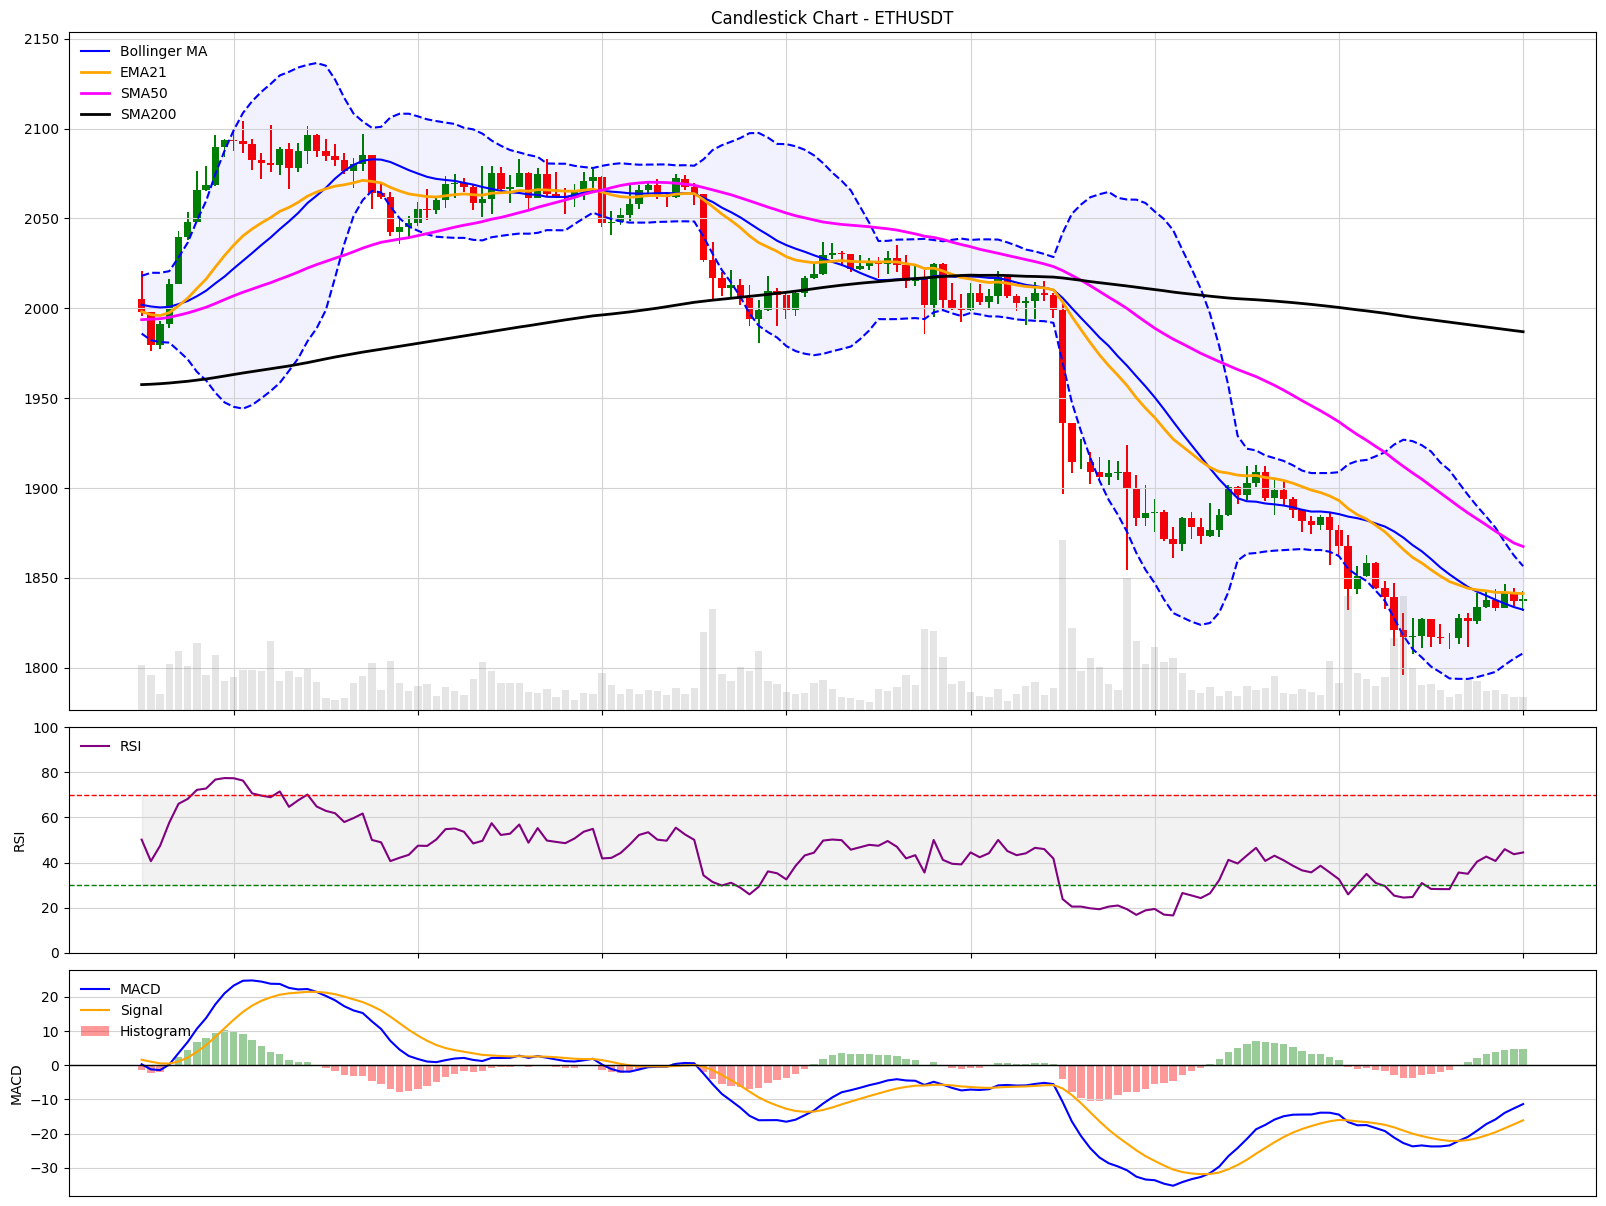 Candlestick Chart - ETHUSDT
2150
2100
2050
2000
1950
1900
1850
1800
Bollinger MA
EMA21
SMA50
SMA200
100
80
60
40
20
0
RSI
RSI
20
10
0
−10
−20
−30
MACD
MACD
Signal
Histogram